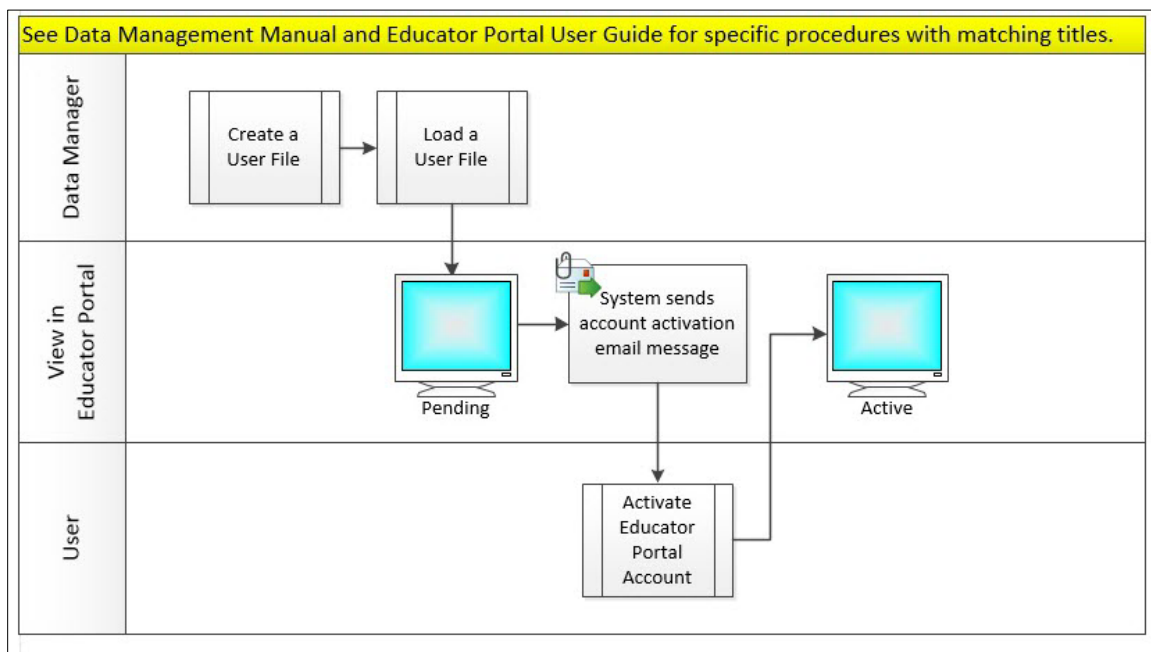 See Data Management Manual and Educator Portal User Guide for specific procedures with matching titles.
Data Manager
Create a
User File
Load a
User File
View in
Educator Portal
Pending
System sends
account activation
email message
Active
User
Activate
Educator
Portal
Account